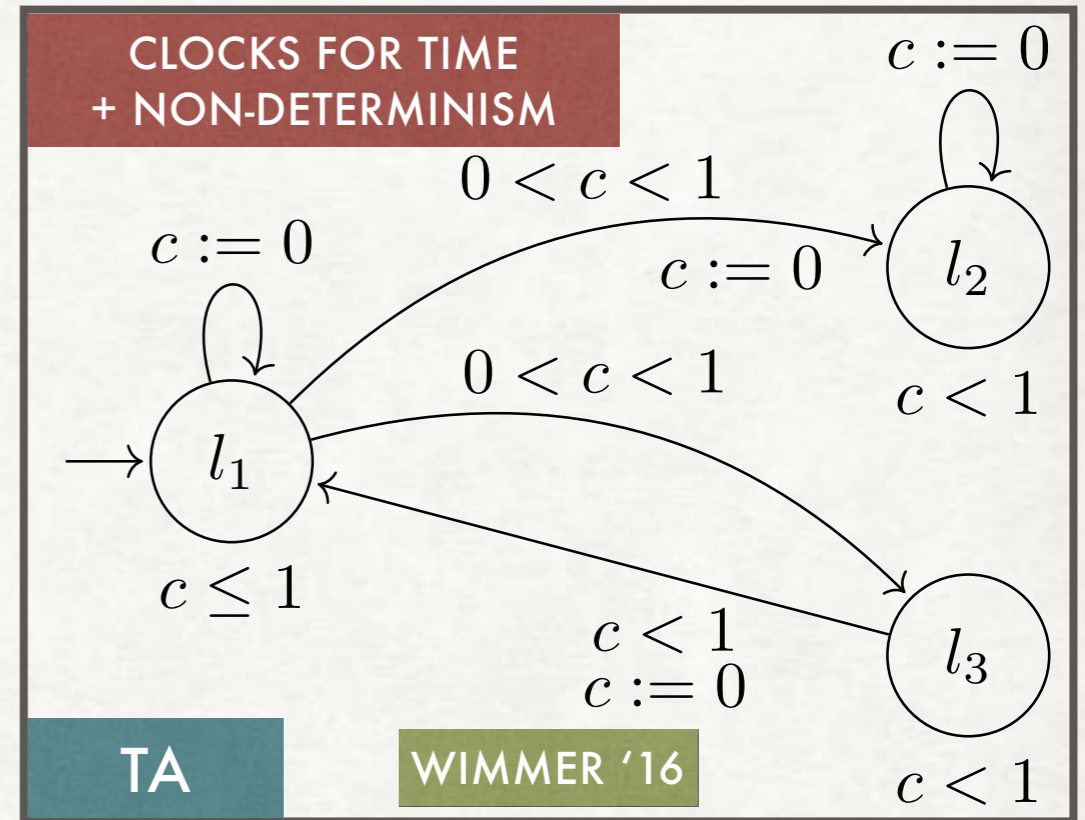 CLOCKS FOR TIME
+ NON-DETERMINISM
c := 0
0 < c < 1
c := 0
l₂
c := 0
c < 1
0 < c < 1
l₁
c ≤ 1
c < 1
c := 0
l₃
c < 1
TA
WIMMER ‘16